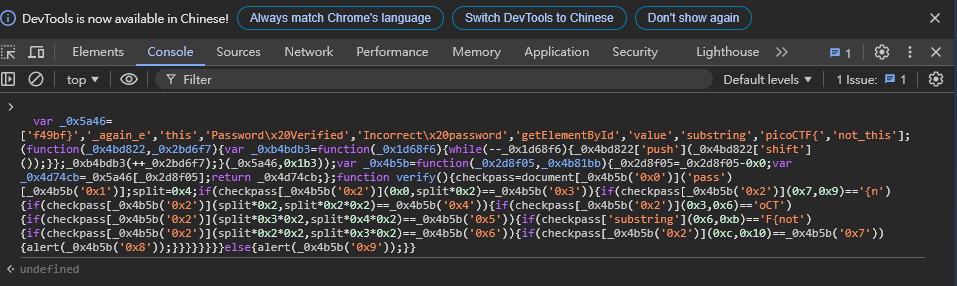 DevTools is now available in Chinese! Always match Chrome's language Switch DevTools to Chinese Don't show again
Elements Console Sources Network Performance Memory Application Security Lighthouse 1
top Filter Default levels 1 Issue: 1
var _0x5a46=
['f49bf}','_again_e','this','Password\x20Verified','Incorrect\x20password','getElementById','value','substring','picoCTF{','not_this'];
(function(_0x4bd822,_0x2bd6f7){var _0xb4bdb3=function(_0x1d68f6){while(--_0x1d68f6){_0x4bd822['push'](_0x4bd822['shift']
());}};_0xb4bdb3(++_0x2bd6f7);}(_0x5a46,0x1b3));var _0x4b5b=function(_0x2d8f05,_0x4b81bb){_0x2d8f05=_0x2d8f05-0x0;var
_0x4d74cb=_0x5a46[_0x2d8f05];return _0x4d74cb;};function verify(){checkpass=document[_0x4b5b('0x0')]('pass')
[_0x4b5b('0x1')];split=0x4;if(checkpass[_0x4b5b('0x2')](0x0,split*0x2)==_0x4b5b('0x3')){if(checkpass[_0x4b5b('0x2')](0x7,0x9)=='{n')
{if(checkpass[_0x4b5b('0x2')](split*0x2,split*0x2*0x2)==_0x4b5b('0x4')){if(checkpass[_0x4b5b('0x2')](0x3,0x6)=='oCT')
{if(checkpass[_0x4b5b('0x2')](split*0x3*0x2,split*0x4*0x2)==_0x4b5b('0x5')){if(checkpass['substring'](0x6,0xb)=='F{not')
{if(checkpass[_0x4b5b('0x2')](split*0x2*0x2,split*0x3*0x2)==_0x4b5b('0x6')){if(checkpass[_0x4b5b('0x2')](0xc,0x10)==_0x4b5b('0x7'))
{alert(_0x4b5b('0x8'));}}}}}}}}else{alert(_0x4b5b('0x9'));}}
undefined